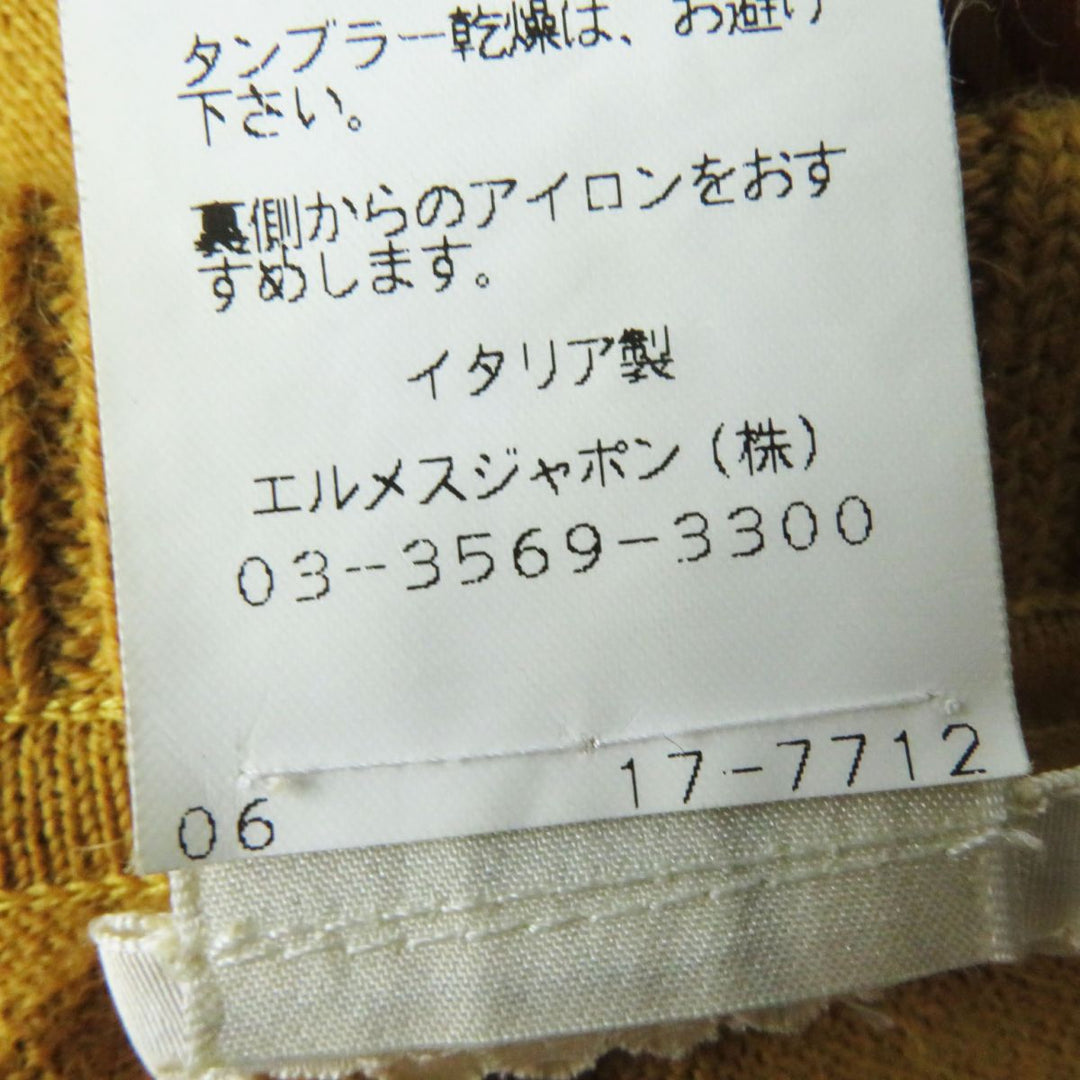 タンブラー乾燥は、お避け
下さい。
裏側からのアイロンをおす
すめします。
イタリア製
エルメスジャポン(株)
03-3569-3300
06 17-7712